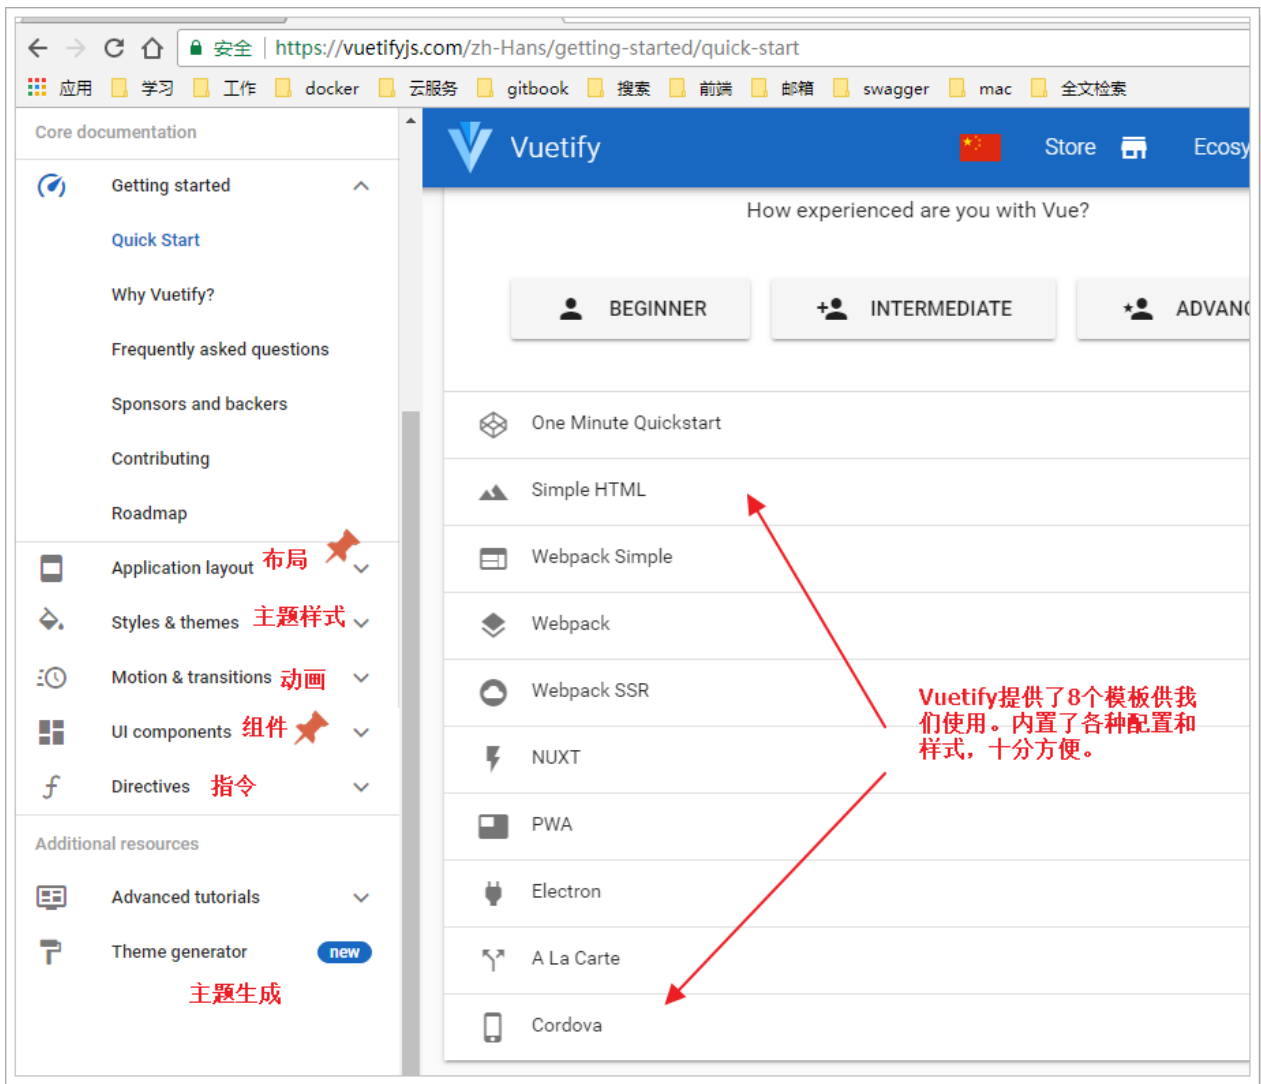 安全 https://vuetifyjs.com/zh-Hans/getting-started/quick-start
应用 学习 工作 docker 云服务 gitbook 搜索 前端 邮箱 swagger mac 全文检索
Core documentation
Getting started
Quick Start
Why Vuetify?
Frequently asked questions
Sponsors and backers
Contributing
Roadmap
Application layout 布局
Styles & themes 主题样式
Motion & transitions 动画
UI components 组件
Directives 指令
Additional resources
Advanced tutorials
Theme generator new
主题生成
Vuetify Store Ecosy
How experienced are you with Vue?
BEGINNER INTERMEDIATE ADVANC
One Minute Quickstart
Simple HTML
Webpack Simple
Webpack
Webpack SSR
NUXT
PWA
Electron
A La Carte
Cordova
Vuetify提供了8个模板供我
们使用。内置了各种配置和
样式，十分方便。